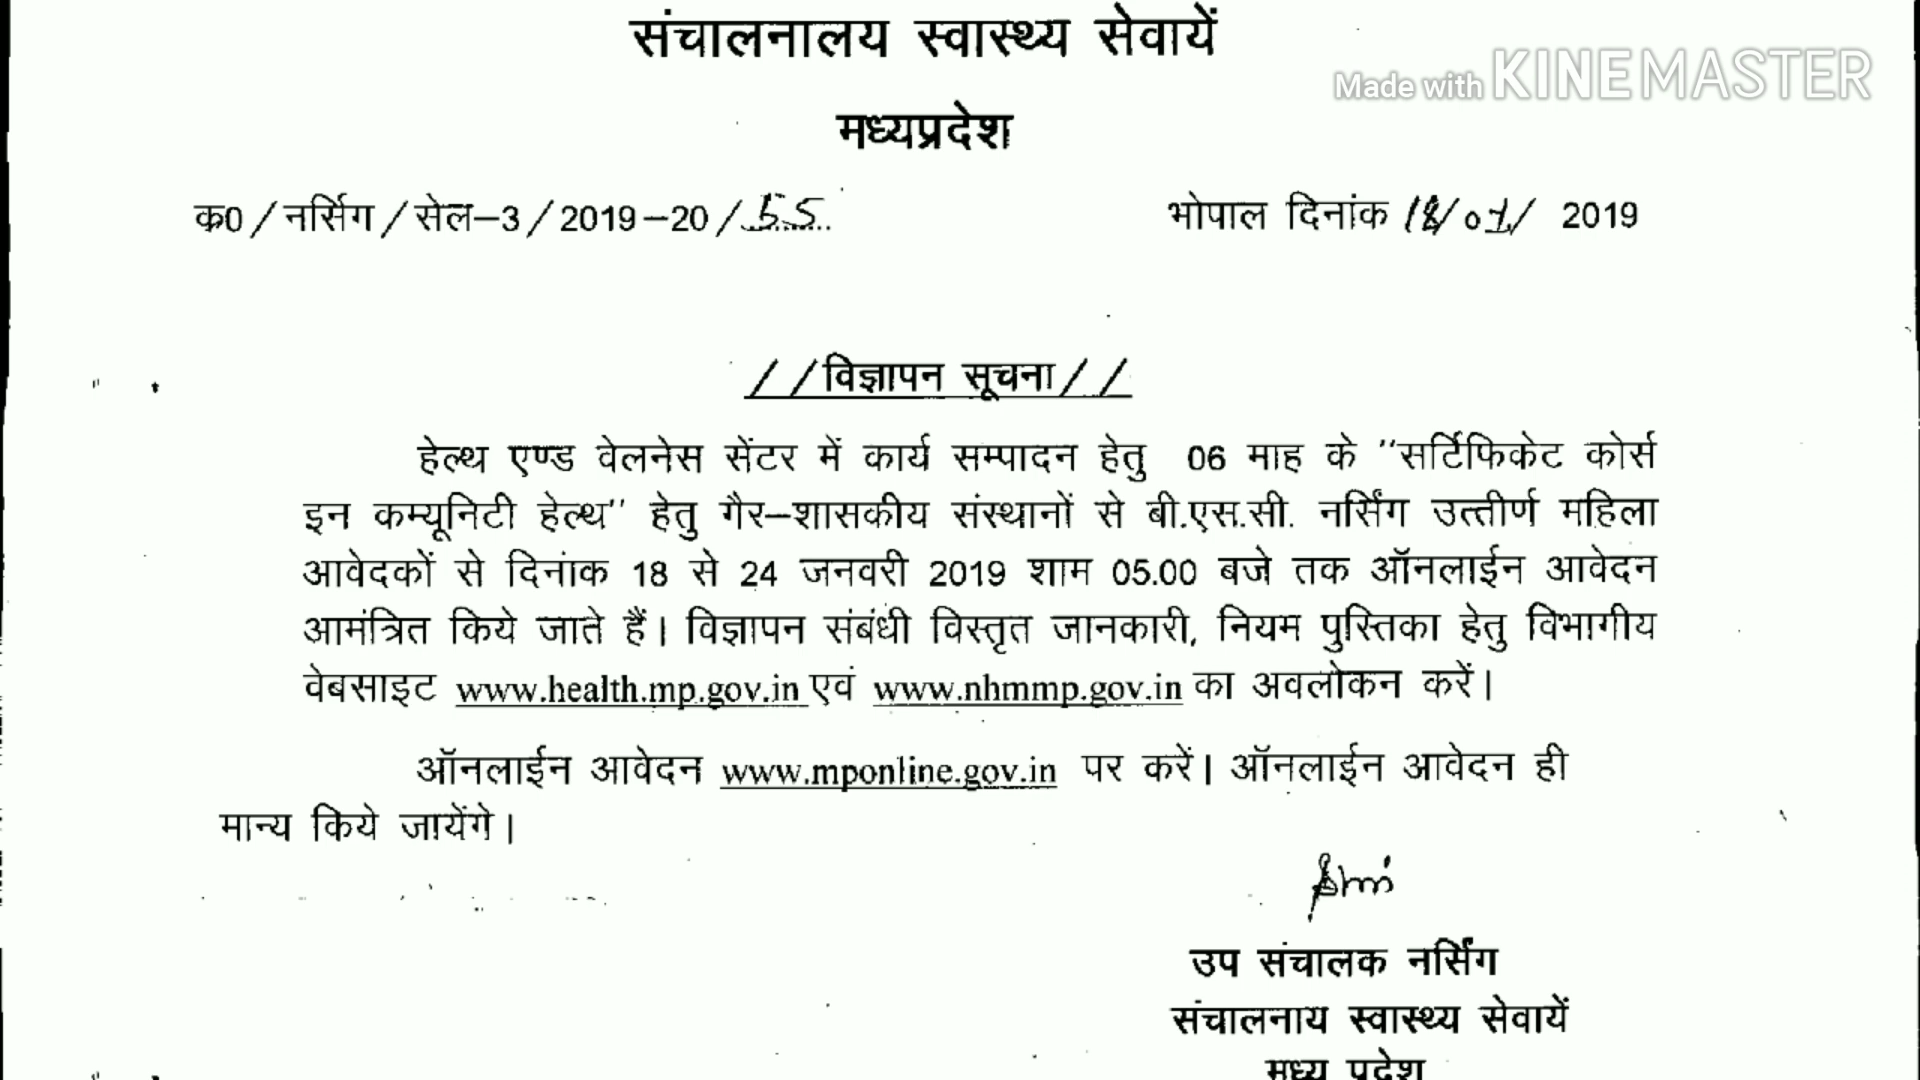 संचालनालय स्वास्थ्य सेवायें
Made with KINEMASTER
मध्यप्रदेश
क0/नर्सिग/सेल–3/2019–20/55
भोपाल दिनांक 18/01/ 2019
//विज्ञापन सूचना//
हेल्थ एण्ड वेलनेस सेंटर में कार्य सम्पादन हेतु 06 माह के "सर्टिफिकेट कोर्स
इन कम्यूनिटी हेल्थ" हेतु गैर–शासकीय संस्थानों से बी.एस.सी. नर्सिंग उत्तीर्ण महिला
आवेदकों से दिनांक 18 से 24 जनवरी 2019 शाम 05.00 बजे तक ऑनलाईन आवेदन
आमंत्रित किये जाते हैं। विज्ञापन संबंधी विस्तृत जानकारी, नियम पुस्तिका हेतु विभागीय
वेबसाइट www.health.mp.gov.in एवं www.nhmmp.gov.in का अवलोकन करें।
ऑनलाईन आवेदन www.mponline.gov.in पर करें। ऑनलाईन आवेदन ही
मान्य किये जायेंगे।
उप संचालक नर्सिंग
संचालनाय स्वास्थ्य सेवायें
मध्य प्रदेश